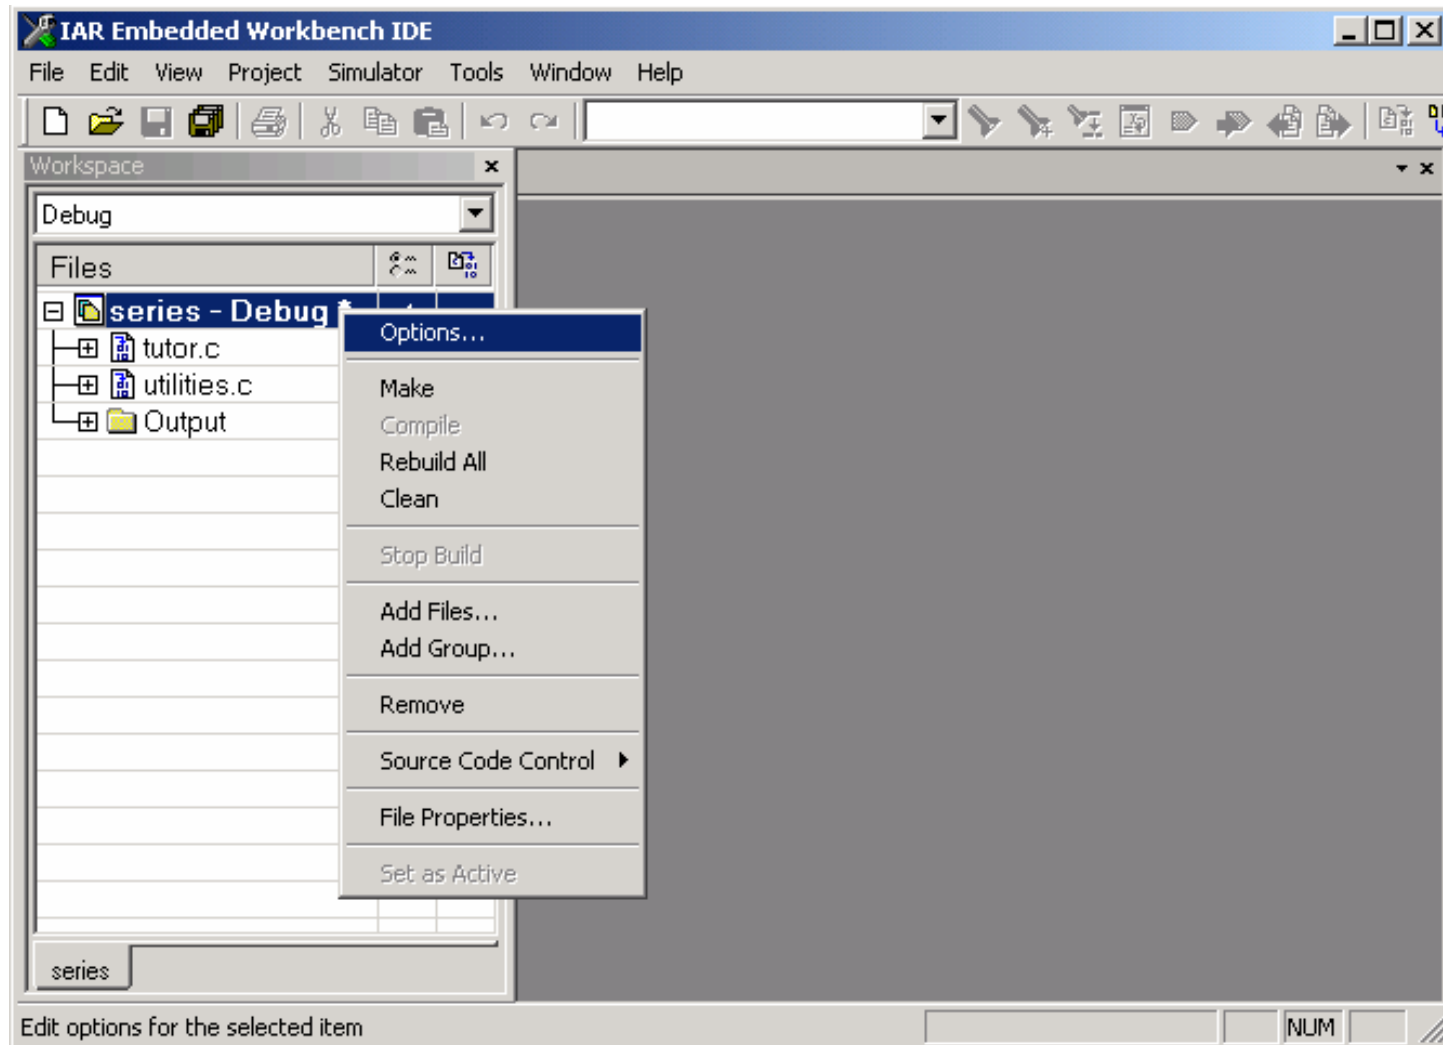 IAR Embedded Workbench IDE
File Edit View Project Simulator Tools Window Help
Workspace
Debug
Files
series - Debug *
tutor.c
utilities.c
Output
Options...
Make
Compile
Rebuild All
Clean
Stop Build
Add Files...
Add Group...
Remove
Source Code Control
File Properties...
Set as Active
series
Edit options for the selected item
NUM